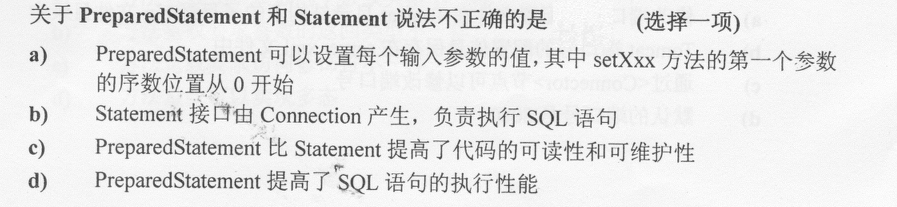 关于 PreparedStatement 和 Statement 说法不正确的是 (选择一项)
a) PreparedStatement 可以设置每个输入参数的值，其中 setXxx 方法的第一个参数
的序数位置从 0 开始
b) Statement 接口由 Connection 产生，负责执行 SQL 语句
c) PreparedStatement 比 Statement 提高了代码的可读性和可维护性
d) PreparedStatement 提高了 SQL 语句的执行性能